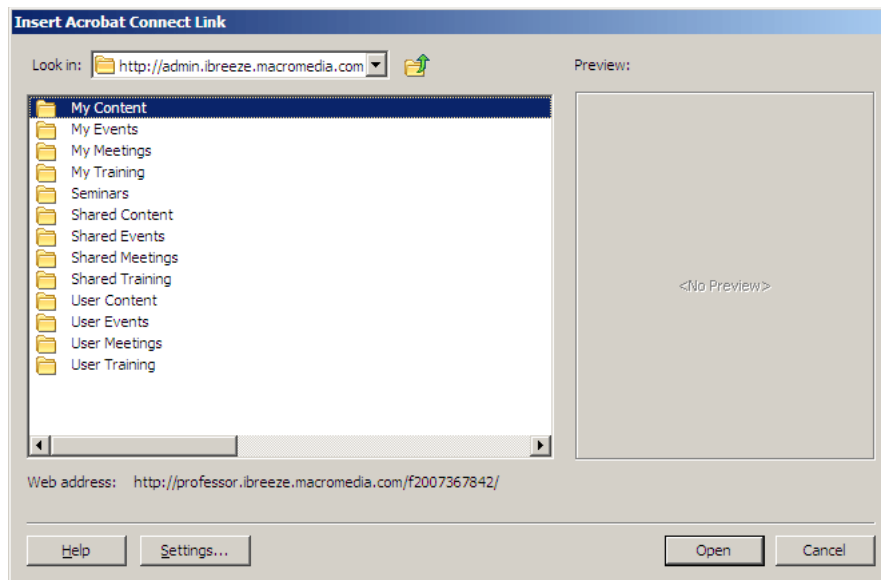 Insert Acrobat Connect Link
Look in: http://admin.ibreeze.macromedia.com Preview:
My Content
My Events
My Meetings
My Training
Seminars
Shared Content
Shared Events
Shared Meetings
Shared Training
<No Preview>
User Content
User Events
User Meetings
User Training
Web address: http://professor.ibreeze.macromedia.com/f2007367842/
Help Settings... Open Cancel